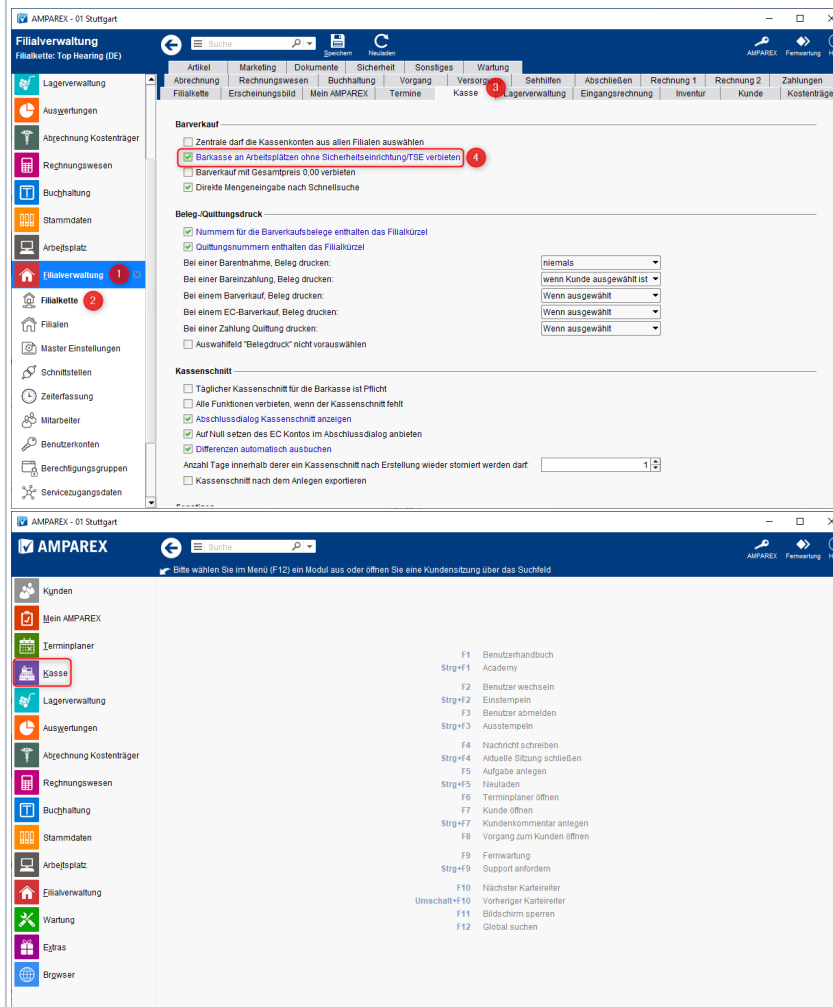 AMPAREX - 01 Stuttgart
Filialverwaltung
Filialkette: Top Hearing (DE)
Suche
Speichern
Neuladen
AMPAREX
Fernwartung
Artikel Marketing Dokumente Sicherheit Sonstiges Wartung
Abrechnung Rechnungswesen Buchhaltung Vorgang Versorgung Sehhilfen Abschließen Rechnung 1 Rechnung 2 Zahlungen
Filialkette Erscheinungsbild Mein AMPAREX Termine Kasse 3 Lagerverwaltung Eingangsrechnung Inventur Kunde Kostenträge
Lagerverwaltung
Auswertungen
Abrechnung Kostenträger
Rechnungswesen
Buchhaltung
Stammdaten
Arbeitsplatz
Filialverwaltung 1
Filialkette 2
Filialen
Master Einstellungen
Schnittstellen
Zeiterfassung
Mitarbeiter
Benutzerkonten
Berechtigungsgruppen
Servicezugangsdaten
Barverkauf
Zentrale darf die Kassenkonten aus allen Filialen auswählen
Barkasse an Arbeitsplätzen ohne Sicherheitseinrichtung/TSE verbieten 4
Barverkauf mit Gesamtpreis 0,00 verbieten
Direkte Mengeneingabe nach Schnellsuche
Beleg-/Quittungsdruck
Nummern für die Barverkaufsbelege enthalten das Filialkürzel
Quittungsnummern enthalten das Filialkürzel
Bei einer Barentnahme, Beleg drucken: niemals
Bei einer Bareinzahlung, Beleg drucken: wenn Kunde ausgewählt ist
Bei einem Barverkauf, Beleg drucken: Wenn ausgewählt
Bei einem EC-Barverkauf, Beleg drucken: Wenn ausgewählt
Bei einer Zahlung Quittung drucken: Wenn ausgewählt
Auswahlfeld "Belegdruck" nicht vorauswählen
Kassenschnitt
Täglicher Kassenschnitt für die Barkasse ist Pflicht
Alle Funktionen verbieten, wenn der Kassenschnitt fehlt
Abschlussdialog Kassenschnitt anzeigen
Auf Null setzen des EC Kontos im Abschlussdialog anbieten
Differenzen automatisch ausbuchen
Anzahl Tage innerhalb derer ein Kassenschnitt nach Erstellung wieder storniert werden darf: 1
Kassenschnitt nach dem Anlegen exportieren
AMPAREX - 01 Stuttgart
AMPAREX
Suche
AMPAREX
Fernwartung
Bitte wählen Sie im Menü (F12) ein Modul aus oder öffnen Sie eine Kundensitzung über das Suchfeld
Kunden
Mein AMPAREX
Terminplaner
Kasse
Lagerverwaltung
Auswertungen
Abrechnung Kostenträger
Rechnungswesen
Buchhaltung
Stammdaten
Arbeitsplatz
Filialverwaltung
Wartung
Extras
Browser
F1 Benutzerhandbuch
Strg+F1 Academy
F2 Benutzer wechseln
Strg+F2 Einstempeln
F3 Benutzer abmelden
Strg+F3 Ausstempeln
F4 Nachricht schreiben
Strg+F4 Aktuelle Sitzung schließen
F5 Aufgabe anlegen
Strg+F5 Neuladen
F6 Terminplaner öffnen
F7 Kunde öffnen
Strg+F7 Kundenkommentar anlegen
F8 Vorgang zum Kunden öffnen
F9 Fernwartung
Strg+F9 Support anfordern
F10 Nächster Karteireiter
Umschalt+F10 Vorheriger Karteireiter
F11 Bildschirm sperren
F12 Global suchen